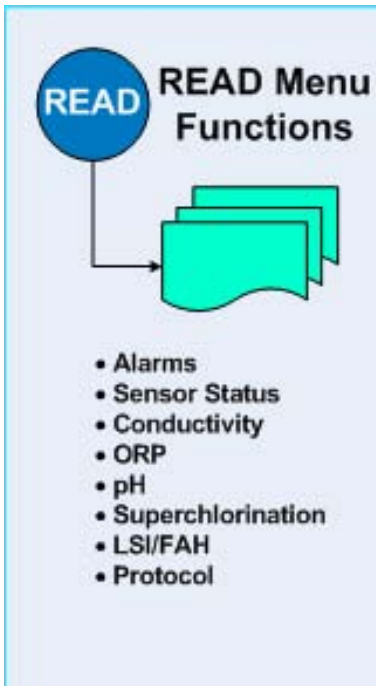 READ
READ Menu
Functions
• Alarms
• Sensor Status
• Conductivity
• ORP
• pH
• Superchlorination
• LSI/FAH
• Protocol